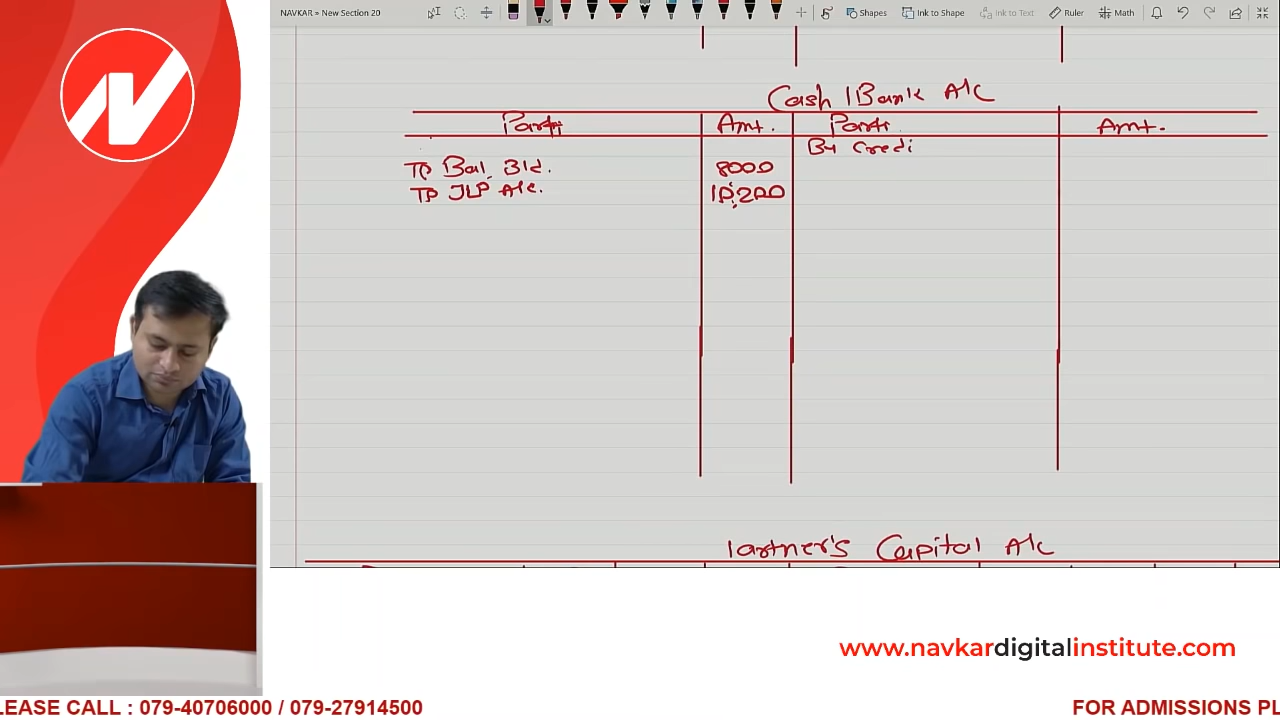 NAVKAR » New Section 20
Shapes Ink to Shape Ink to Text Ruler Math
Cash / Bank A/c
Parti Amt. Parti Amt.
By Credi
To Bal. B/d. 8000
To JLP A/c. 10,200
Partner's Capital A/c
www.navkardigitalinstitute.com
LEASE CALL : 079-40706000 / 079-27914500 FOR ADMISSIONS PL